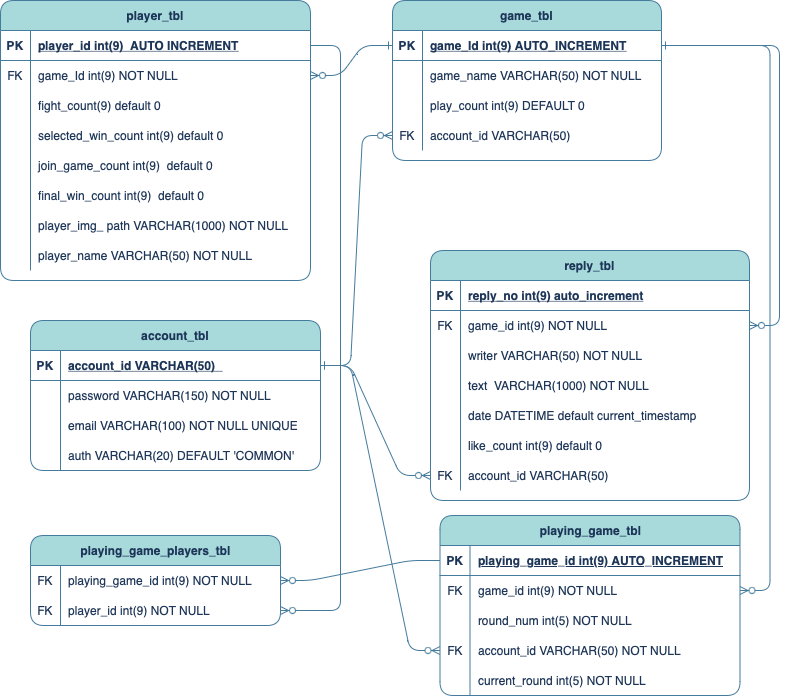 player_tbl
PK player_id int(9)  AUTO INCREMENT
FK game_Id int(9) NOT NULL
fight_count(9) default 0
selected_win_count int(9) default 0
join_game_count int(9)  default 0
final_win_count int(9)  default 0
player_img_ path VARCHAR(1000) NOT NULL
player_name VARCHAR(50) NOT NULL
game_tbl
PK game_Id int(9) AUTO_INCREMENT
game_name VARCHAR(50) NOT NULL
play_count int(9) DEFAULT 0
FK account_id VARCHAR(50)
reply_tbl
PK reply_no int(9) auto_increment
FK game_id int(9) NOT NULL
writer VARCHAR(50) NOT NULL
text  VARCHAR(1000) NOT NULL
date DATETIME default current_timestamp
like_count int(9) default 0
FK account_id VARCHAR(50)
account_tbl
PK account_id VARCHAR(50)
password VARCHAR(150) NOT NULL
email VARCHAR(100) NOT NULL UNIQUE
auth VARCHAR(20) DEFAULT 'COMMON'
playing_game_players_tbl
FK playing_game_id int(9) NOT NULL
FK player_id int(9) NOT NULL
playing_game_tbl
PK playing_game_id int(9) AUTO_INCREMENT
FK game_id int(9) NOT NULL
round_num int(5) NOT NULL
FK account_id VARCHAR(50) NOT NULL
current_round int(5) NOT NULL